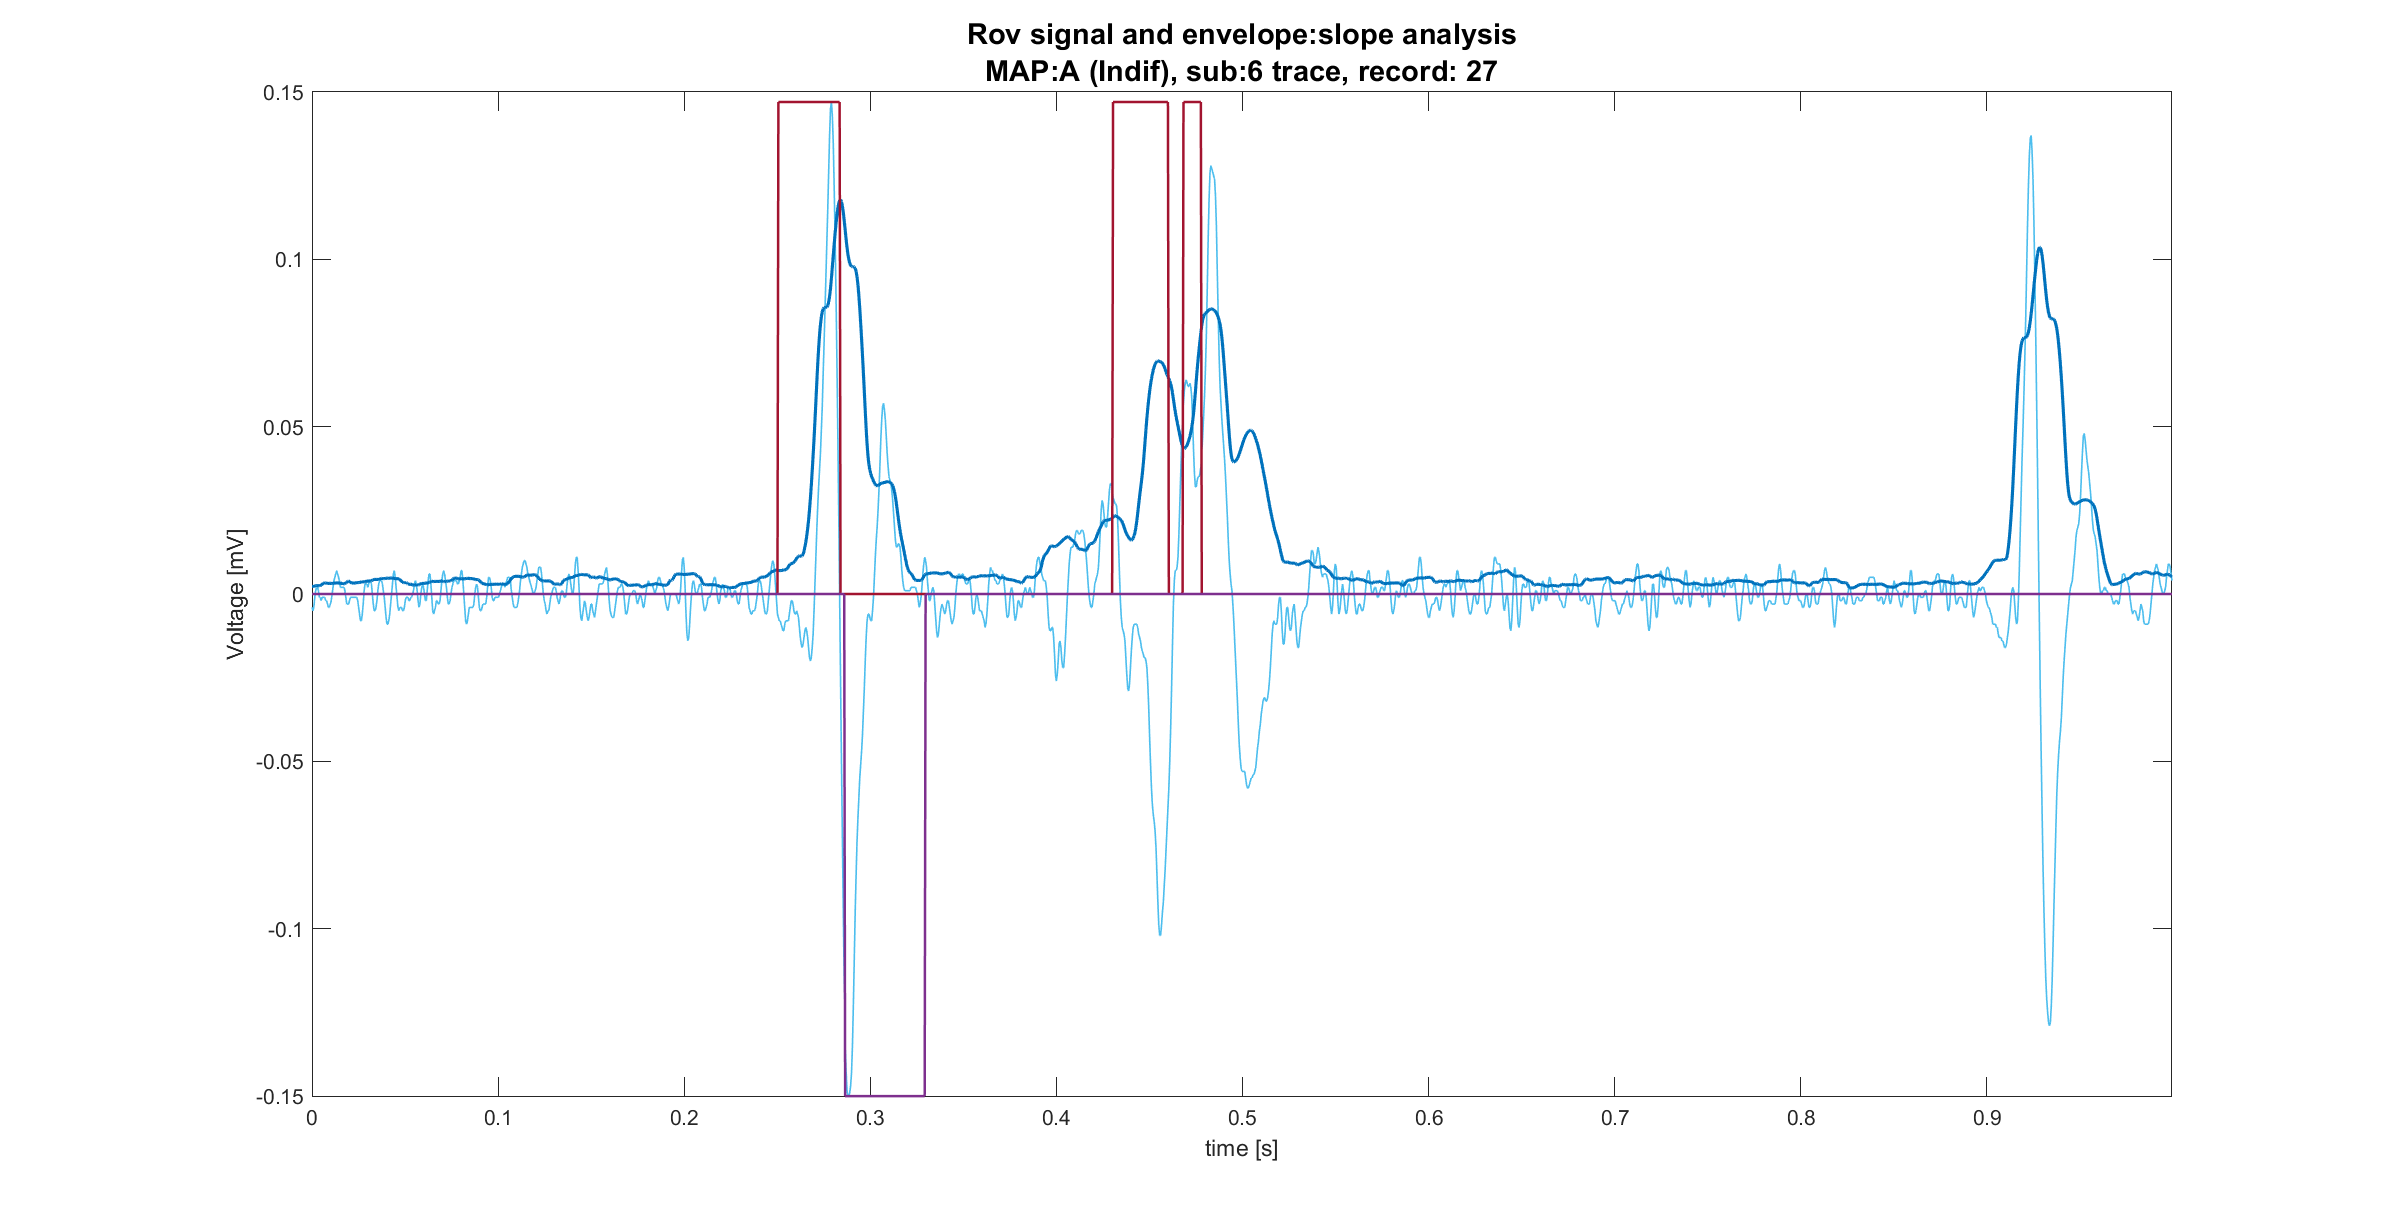 Rov signal and envelope:slope analysis
MAP:A (Indif), sub:6 trace, record: 27
0.15
0.1
0.05
0
-0.05
-0.1
-0.15
Voltage [mV]
0 0.1 0.2 0.3 0.4 0.5 0.6 0.7 0.8 0.9
time [s]